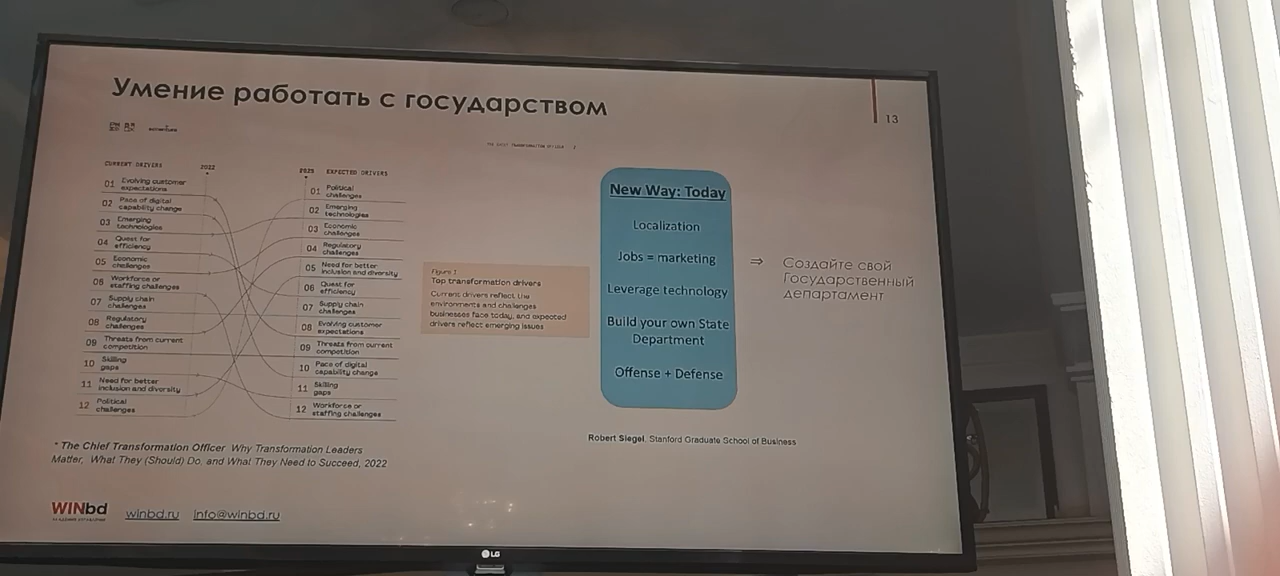 Умение работать с государством
13
accenture
CURRENT DRIVERS
2022
01 Evolving customer
expectations
02 Pace of digital
capability change
03 Emerging
technologies
04 Quest for
efficiency
05 Economic
challenges
06 Workforce or
staffing challenges
07 Supply chain
challenges
08 Regulatory
challenges
09 Threats from current
competition
10 Skilling
gaps
11 Need for better
inclusion and diversity
12 Political
challenges
2025 EXPECTED DRIVERS
01 Political
challenges
02 Emerging
technologies
03 Economic
challenges
04 Regulatory
challenges
05 Need for better
inclusion and diversity
06 Quest for
efficiency
07 Supply chain
challenges
08 Evolving customer
expectations
09 Threats from current
competition
10 Pace of digital
capability change
11 Skilling
gaps
12 Workforce or
staffing challenges
Figure 1
Top transformation drivers
Current drivers reflect the
environments and challenges
businesses face today, and expected
drivers reflect emerging issues
New Way: Today
Localization
Jobs = marketing
Leverage technology
Build your own State
Department
Offense + Defense
⇒ Создайте свой
Государственный
департамент
Robert Siegel, Stanford Graduate School of Business
* The Chief Transformation Officer Why Transformation Leaders
Matter, What They (Should) Do, and What They Need to Succeed, 2022
WINbd
winbd.ru info@winbd.ru
LG